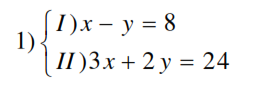 1) { I) x − y = 8
II) 3x + 2y = 24